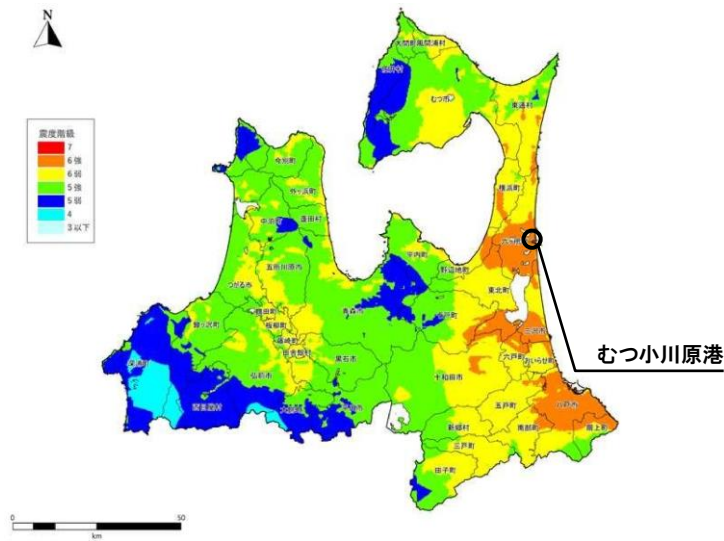 N
大間町
風間浦村
佐井村
むつ市
東通村
震度階級
7
6強
6弱
5強
5弱
4
3以下
今別町
外ヶ浜町
横浜町
中泊町
蓬田村
六ヶ所村
平内町
野辺地町
五所川原市
つがる市
東北町
鶴田町
青森市
七戸町
鰺ヶ沢町
板柳町
三沢市
藤崎町
六戸町
おいらせ町
むつ小川原港
深浦町
田舎館村
黒石市
弘前市
十和田市
西目屋村
大鰐町
平川市
五戸町
八戸市
新郷村
南部町
階上町
三戸町
田子町
0
50
km